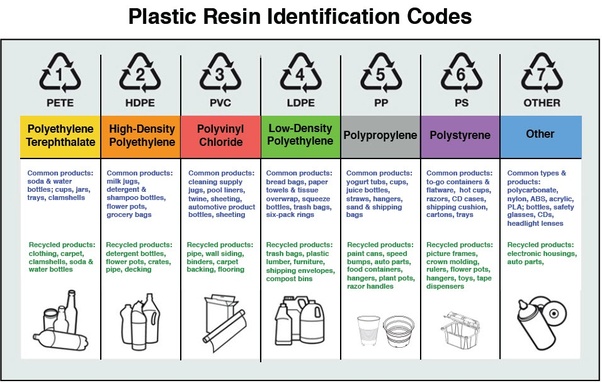 Plastic Resin Identification Codes
1
PETE
Polyethylene
Terephthalate
Common products:
soda & water
bottles; cups, jars,
trays, clamshells
Recycled products:
clothing, carpet,
clamshells, soda &
water bottles
2
HDPE
High-Density
Polyethylene
Common products:
milk jugs,
detergent &
shampoo bottles,
flower pots,
grocery bags
Recycled products:
detergent bottles,
flower pots, crates,
pipe, decking
3
PVC
Polyvinyl
Chloride
Common products:
cleaning supply
jugs, pool liners,
twine, sheeting,
automotive product
bottles, sheeting
Recycled products:
pipe, wall siding,
binders, carpet
backing, flooring
4
LDPE
Low-Density
Polyethylene
Common products:
bread bags, paper
towels & tissue
overwrap, squeeze
bottles, trash bags,
six-pack rings
Recycled products:
trash bags, plastic
lumber, furniture,
shipping envelopes,
compost bins
5
PP
Polypropylene
Common products:
yogurt tubs, cups,
juice bottles,
straws, hangers,
sand & shipping
bags
Recycled products:
paint cans, speed
bumps, auto parts,
food containers,
hangers, plant pots,
razor handles
6
PS
Polystyrene
Common products:
to-go containers &
flatware, hot cups,
razors, CD cases,
shipping cushion,
cartons, trays
Recycled products:
picture frames,
crown molding,
rulers, flower pots,
hangers, toys, tape
dispensers
7
OTHER
Other
Common types &
products:
polycarbonate,
nylon, ABS, acrylic,
PLA; bottles, safety
glasses, CDs,
headlight lenses
Recycled products:
electronic housings,
auto parts,